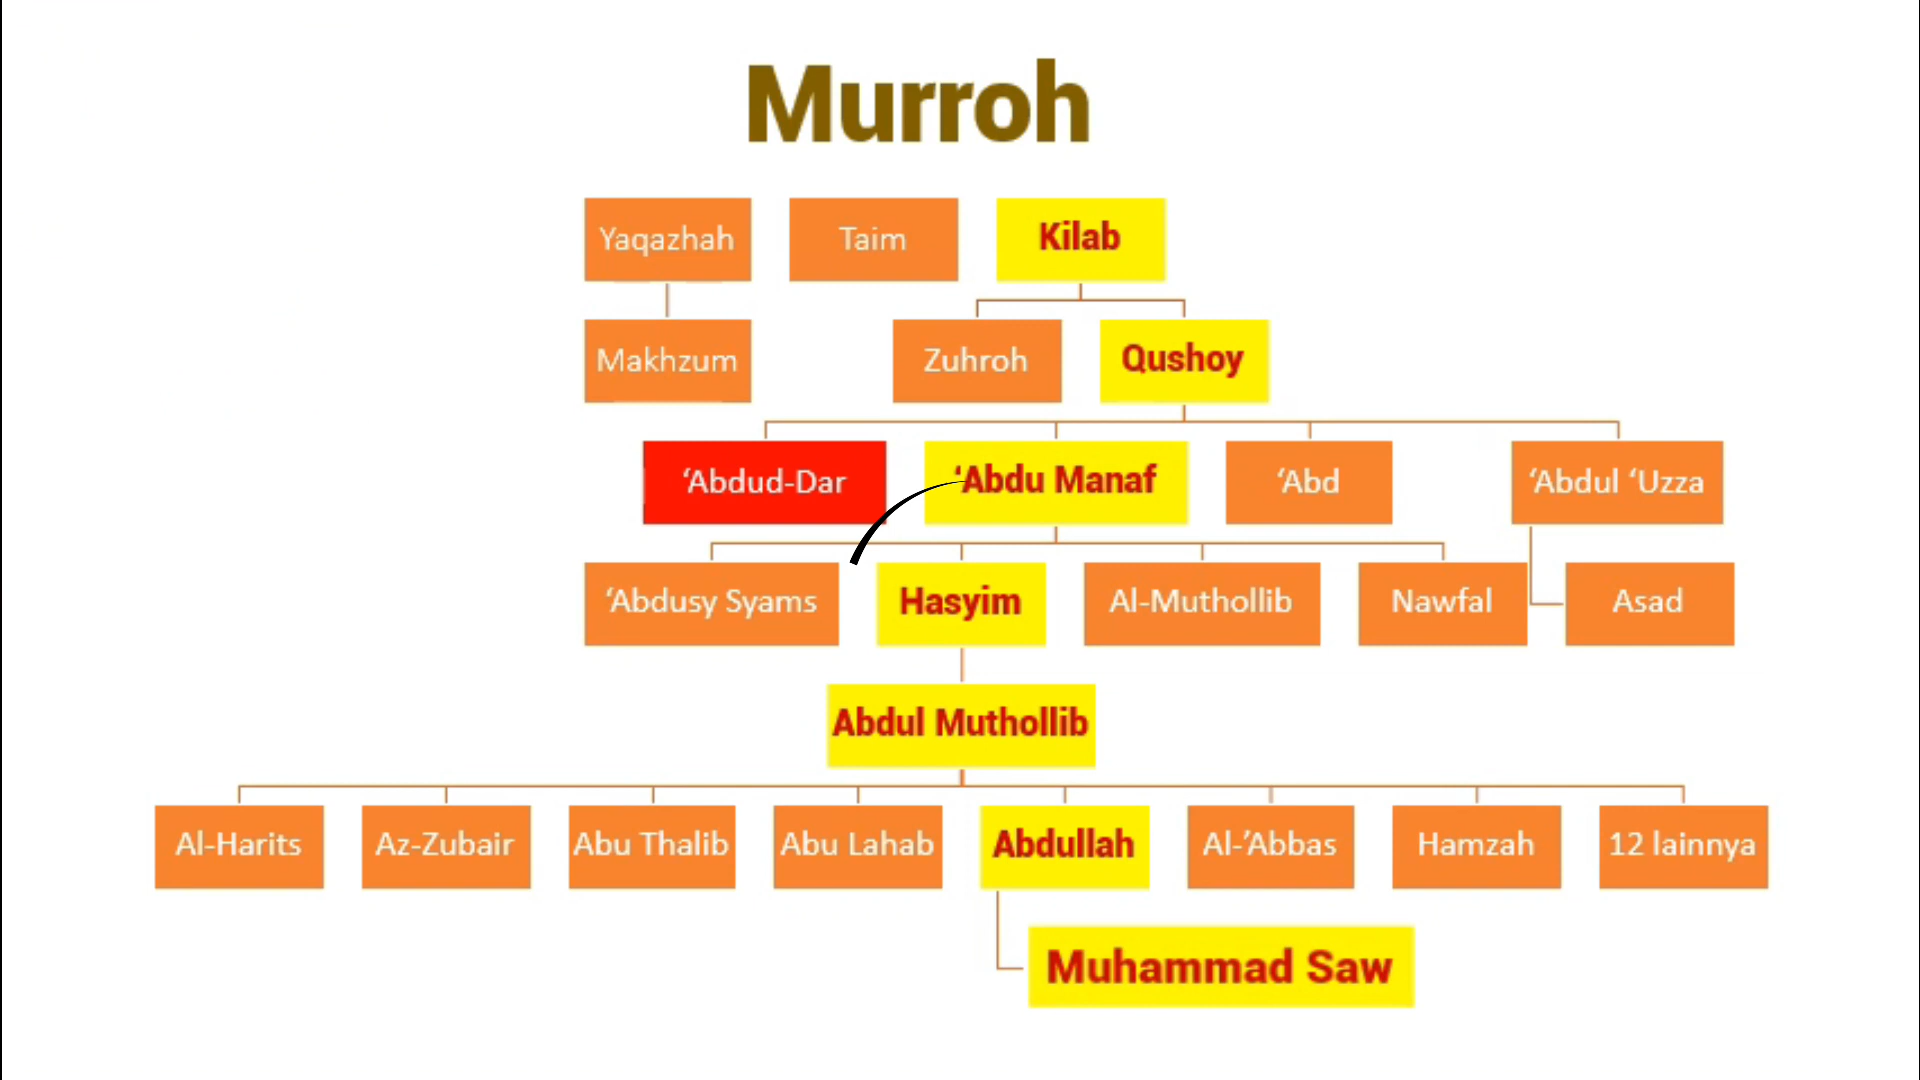 Murroh
Yaqazhah Taim Kilab
Makhzum Zuhroh Qushoy
‘Abdud-Dar ‘Abdu Manaf ‘Abd ‘Abdul ‘Uzza
‘Abdusy Syams Hasyim Al-Muthollib Nawfal Asad
Abdul Muthollib
Al-Harits Az-Zubair Abu Thalib Abu Lahab Abdullah Al-’Abbas Hamzah 12 lainnya
Muhammad Saw